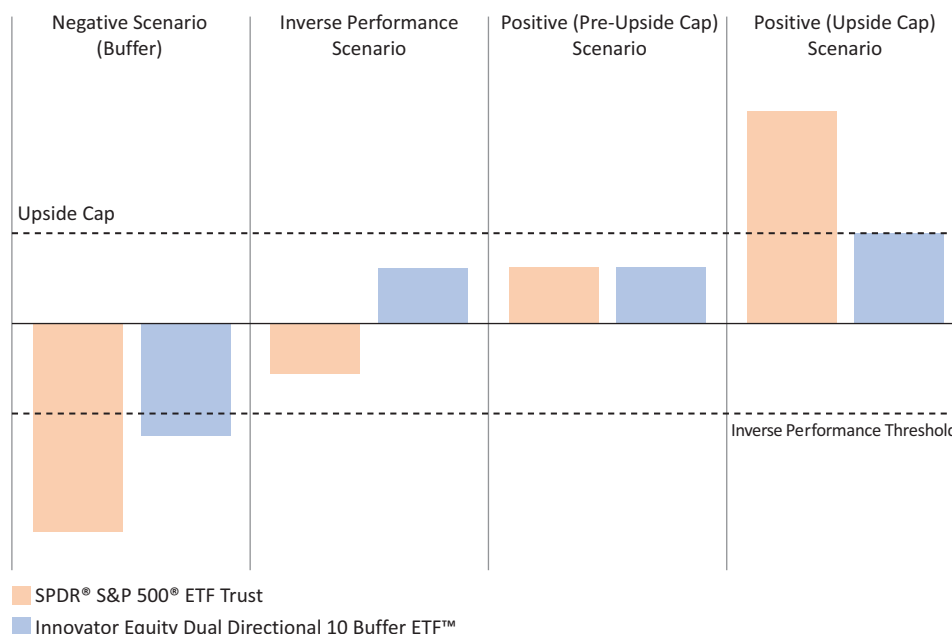 Negative Scenario
(Buffer)
Inverse Performance
Scenario
Positive (Pre-Upside Cap)
Scenario
Positive (Upside Cap)
Scenario
Upside Cap
Inverse Performance Threshold
SPDR® S&P 500® ETF Trust
Innovator Equity Dual Directional 10 Buffer ETF™